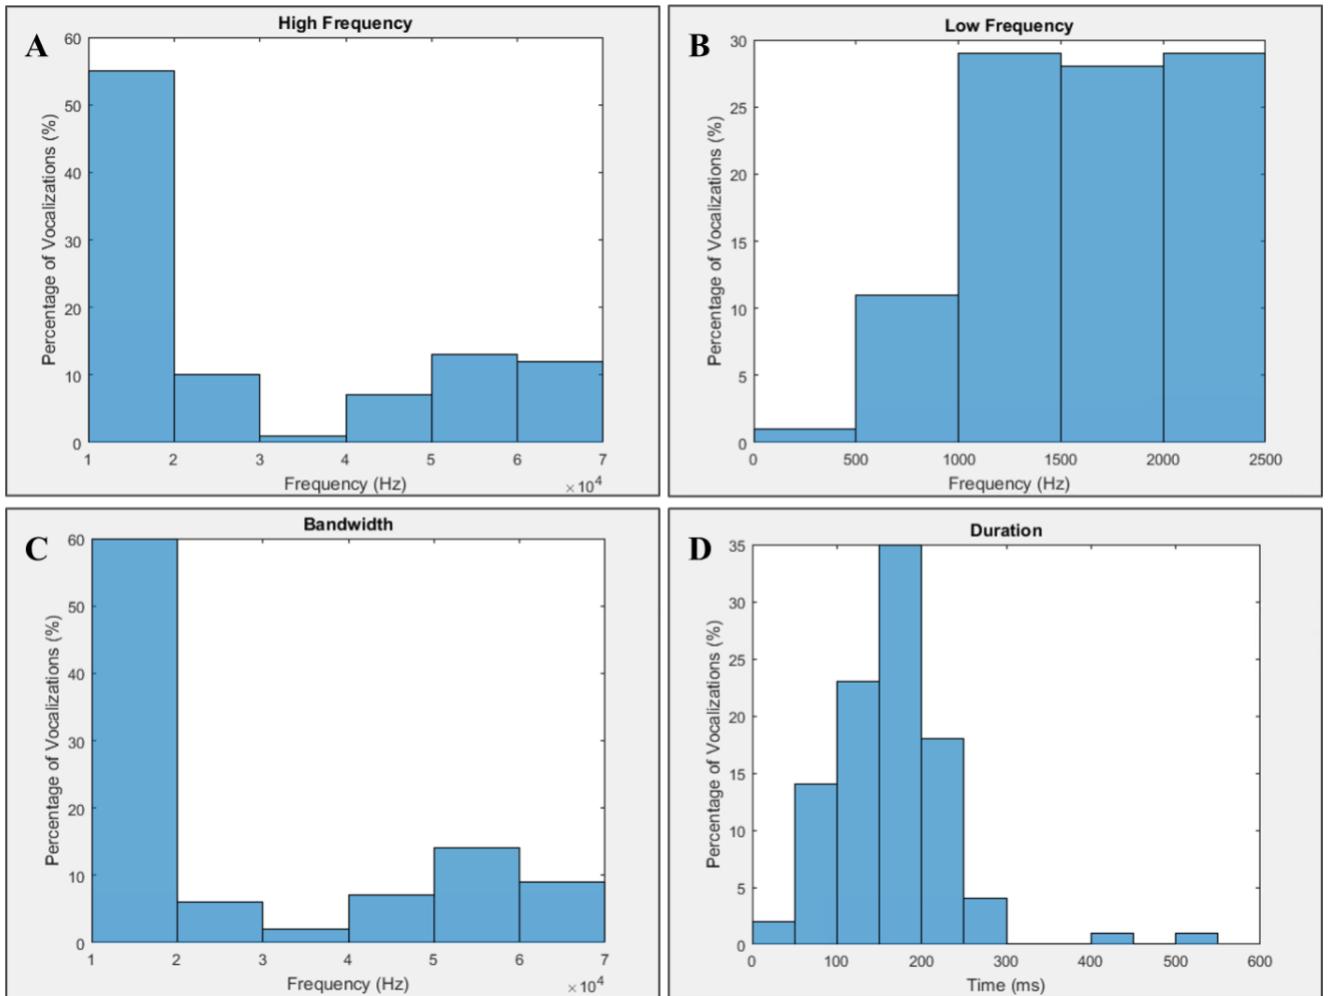 A
High Frequency
Percentage of Vocalizations (%)
60
50
40
30
20
10
0
1 2 3 4 5 6 7
Frequency (Hz)
×10⁴
B
Low Frequency
Percentage of Vocalizations (%)
30
25
20
15
10
5
0
0 500 1000 1500 2000 2500
Frequency (Hz)
C
Bandwidth
Percentage of Vocalizations (%)
60
50
40
30
20
10
0
1 2 3 4 5 6 7
Frequency (Hz)
×10⁴
D
Duration
Percentage of Vocalizations (%)
35
30
25
20
15
10
5
0
0 100 200 300 400 500 600
Time (ms)